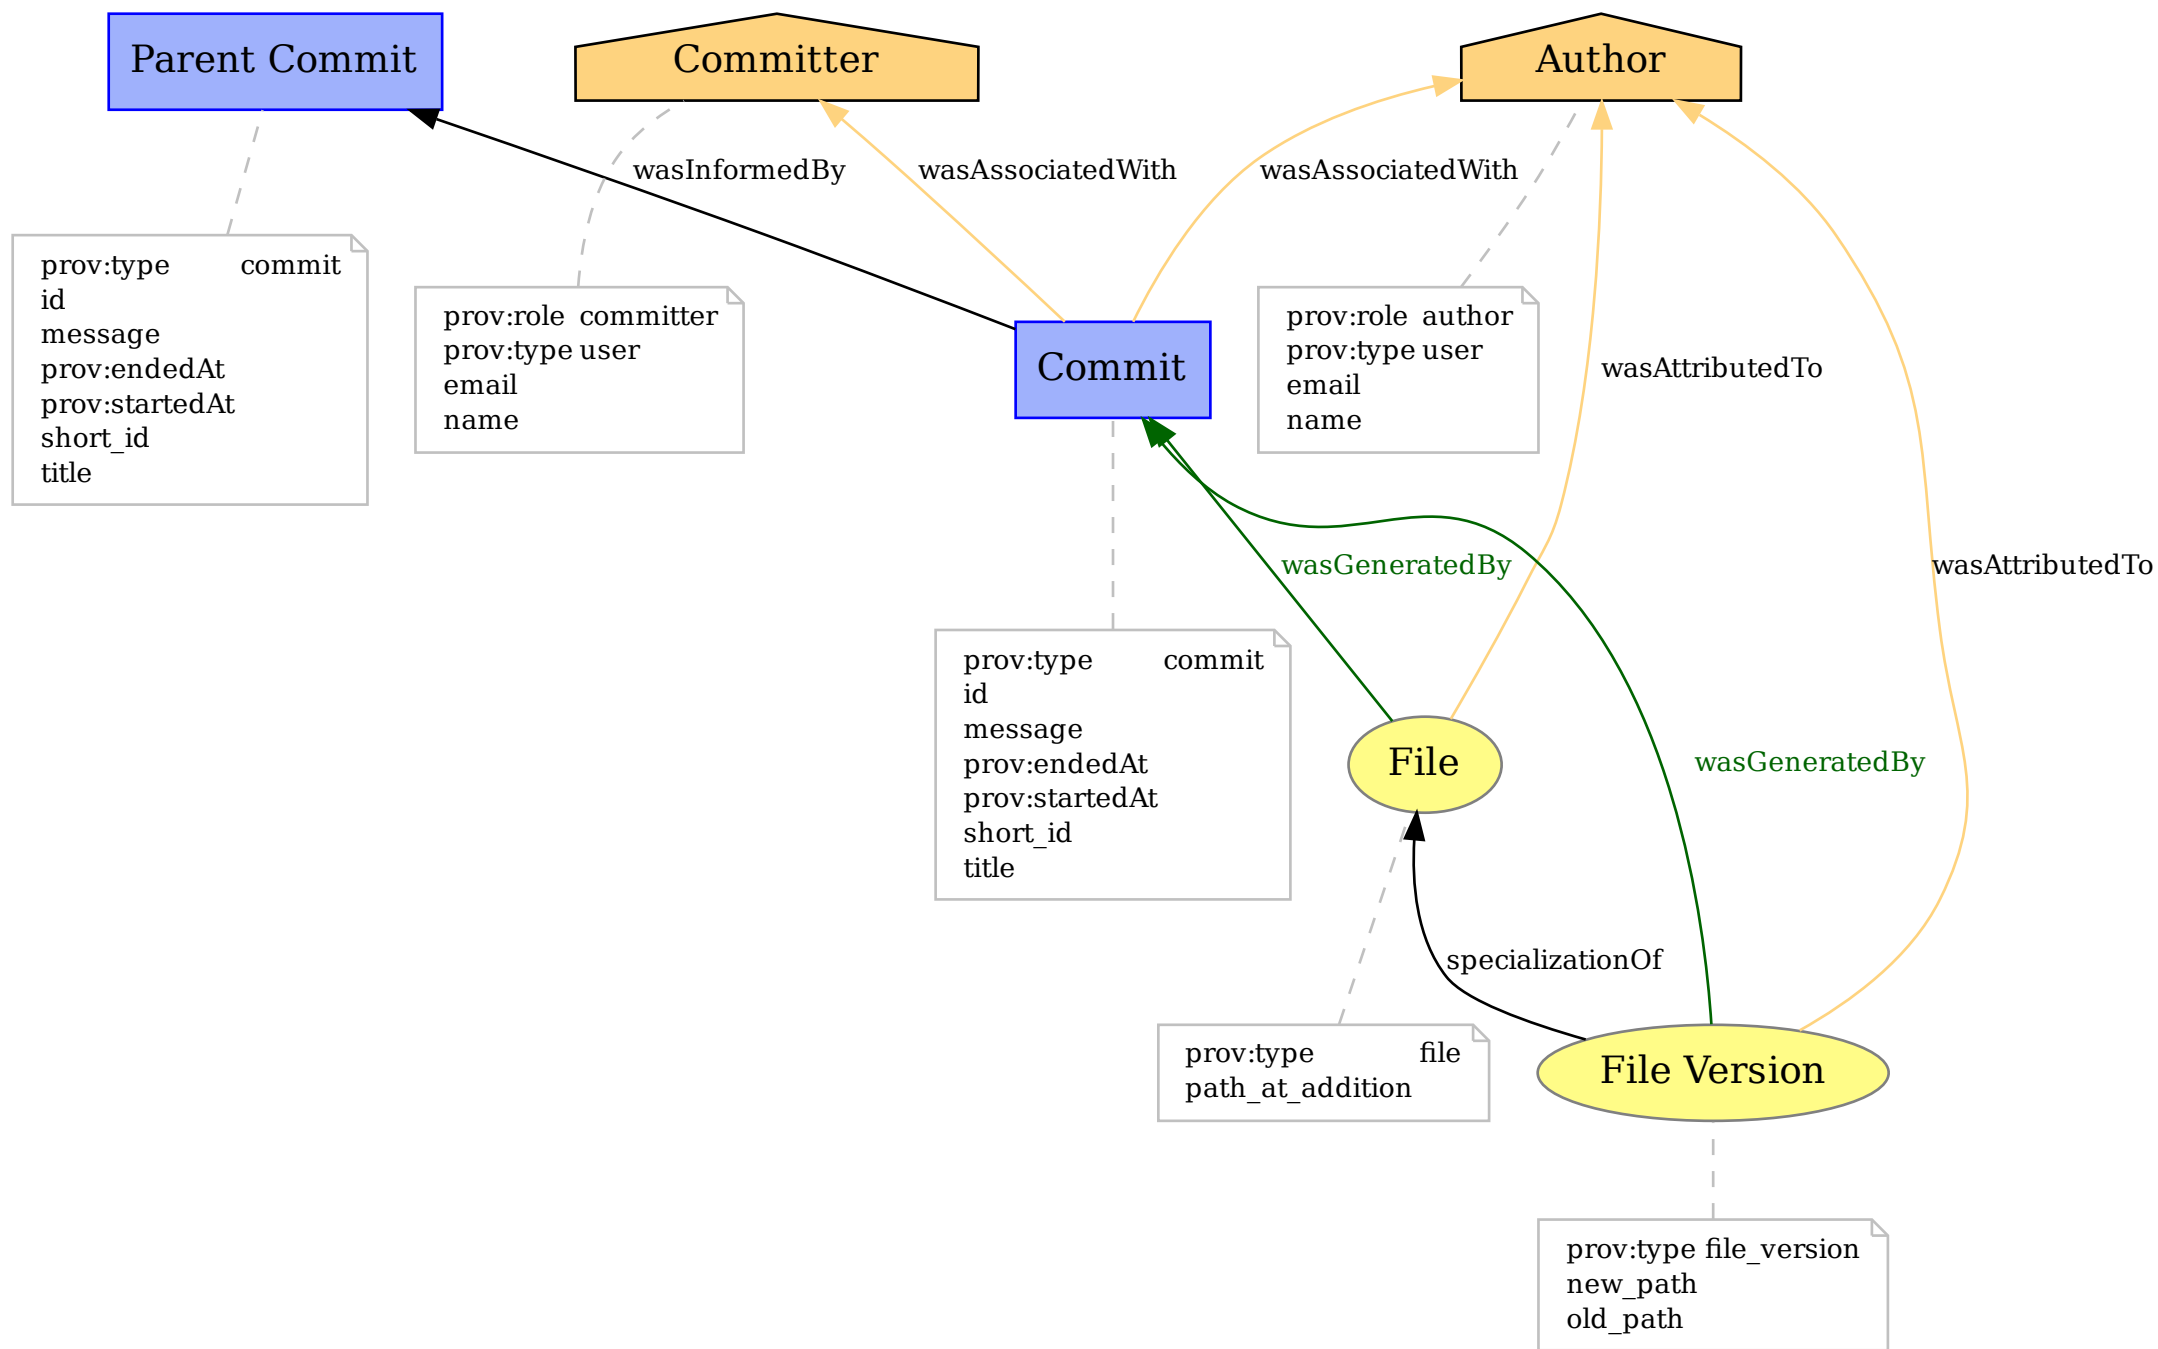 Parent Commit
Committer
Author
wasInformedBy
wasAssociatedWith
wasAssociatedWith
prov:type commit
id
message
prov:endedAt
prov:startedAt
short_id
title
prov:role committer
prov:type user
email
name
Commit
prov:role author
prov:type user
email
name
wasAttributedTo
wasGeneratedBy
wasAttributedTo
prov:type commit
id
message
prov:endedAt
prov:startedAt
short_id
title
File
wasGeneratedBy
specializationOf
prov:type file
path_at_addition
File Version
prov:type file_version
new_path
old_path